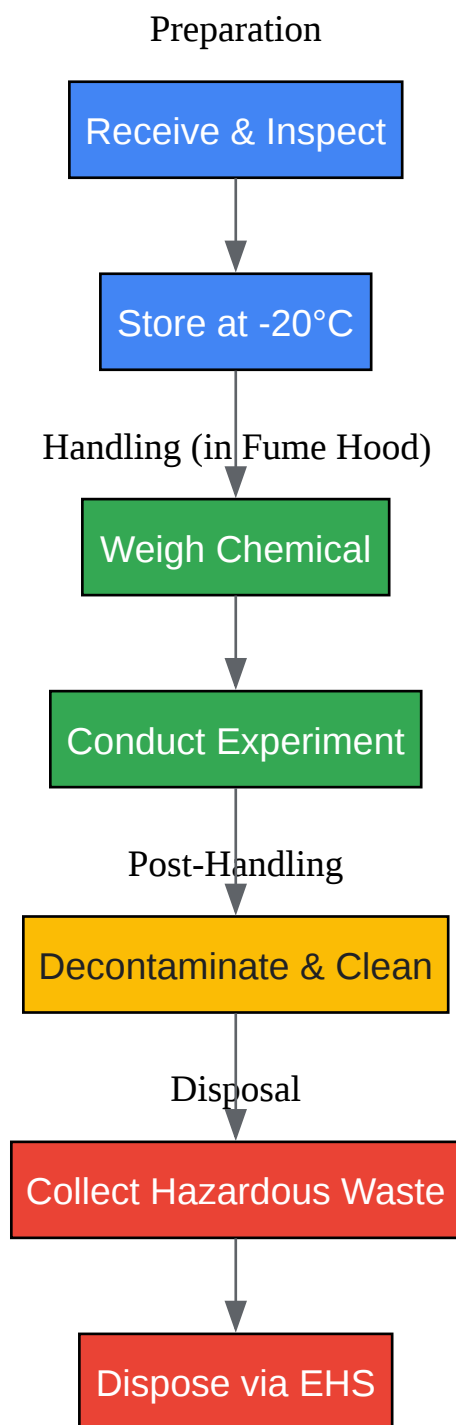 Preparation
Receive & Inspect
Store at -20°C
Handling (in Fume Hood)
Weigh Chemical
Conduct Experiment
Post-Handling
Decontaminate & Clean
Disposal
Collect Hazardous Waste
Dispose via EHS